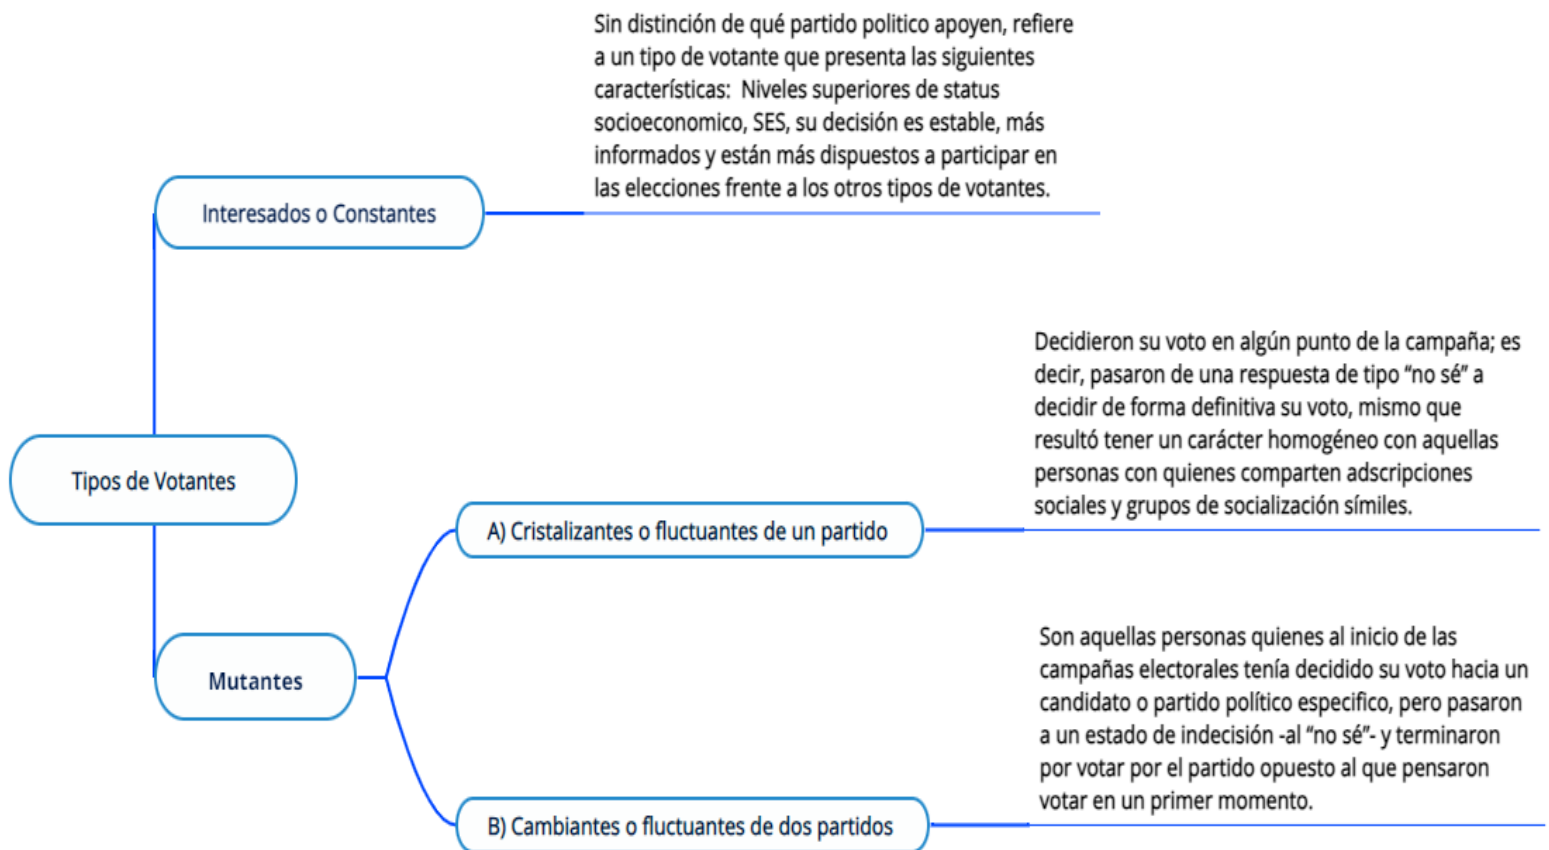 Sin distinción de qué partido politico apoyen, refiere
a un tipo de votante que presenta las siguientes
características: Niveles superiores de status
socioeconomico, SES, su decisión es estable, más
informados y están más dispuestos a participar en
las elecciones frente a los otros tipos de votantes.
Interesados o Constantes
Decidieron su voto en algún punto de la campaña; es
decir, pasaron de una respuesta de tipo “no sé” a
decidir de forma definitiva su voto, mismo que
resultó tener un carácter homogéneo con aquellas
personas con quienes comparten adscripciones
sociales y grupos de socialización símiles.
Tipos de Votantes
A) Cristalizantes o fluctuantes de un partido
Son aquellas personas quienes al inicio de las
campañas electorales tenía decidido su voto hacia un
candidato o partido político especifico, pero pasaron
a un estado de indecisión -al “no sé”- y terminaron
por votar por el partido opuesto al que pensaron
votar en un primer momento.
Mutantes
B) Cambiantes o fluctuantes de dos partidos